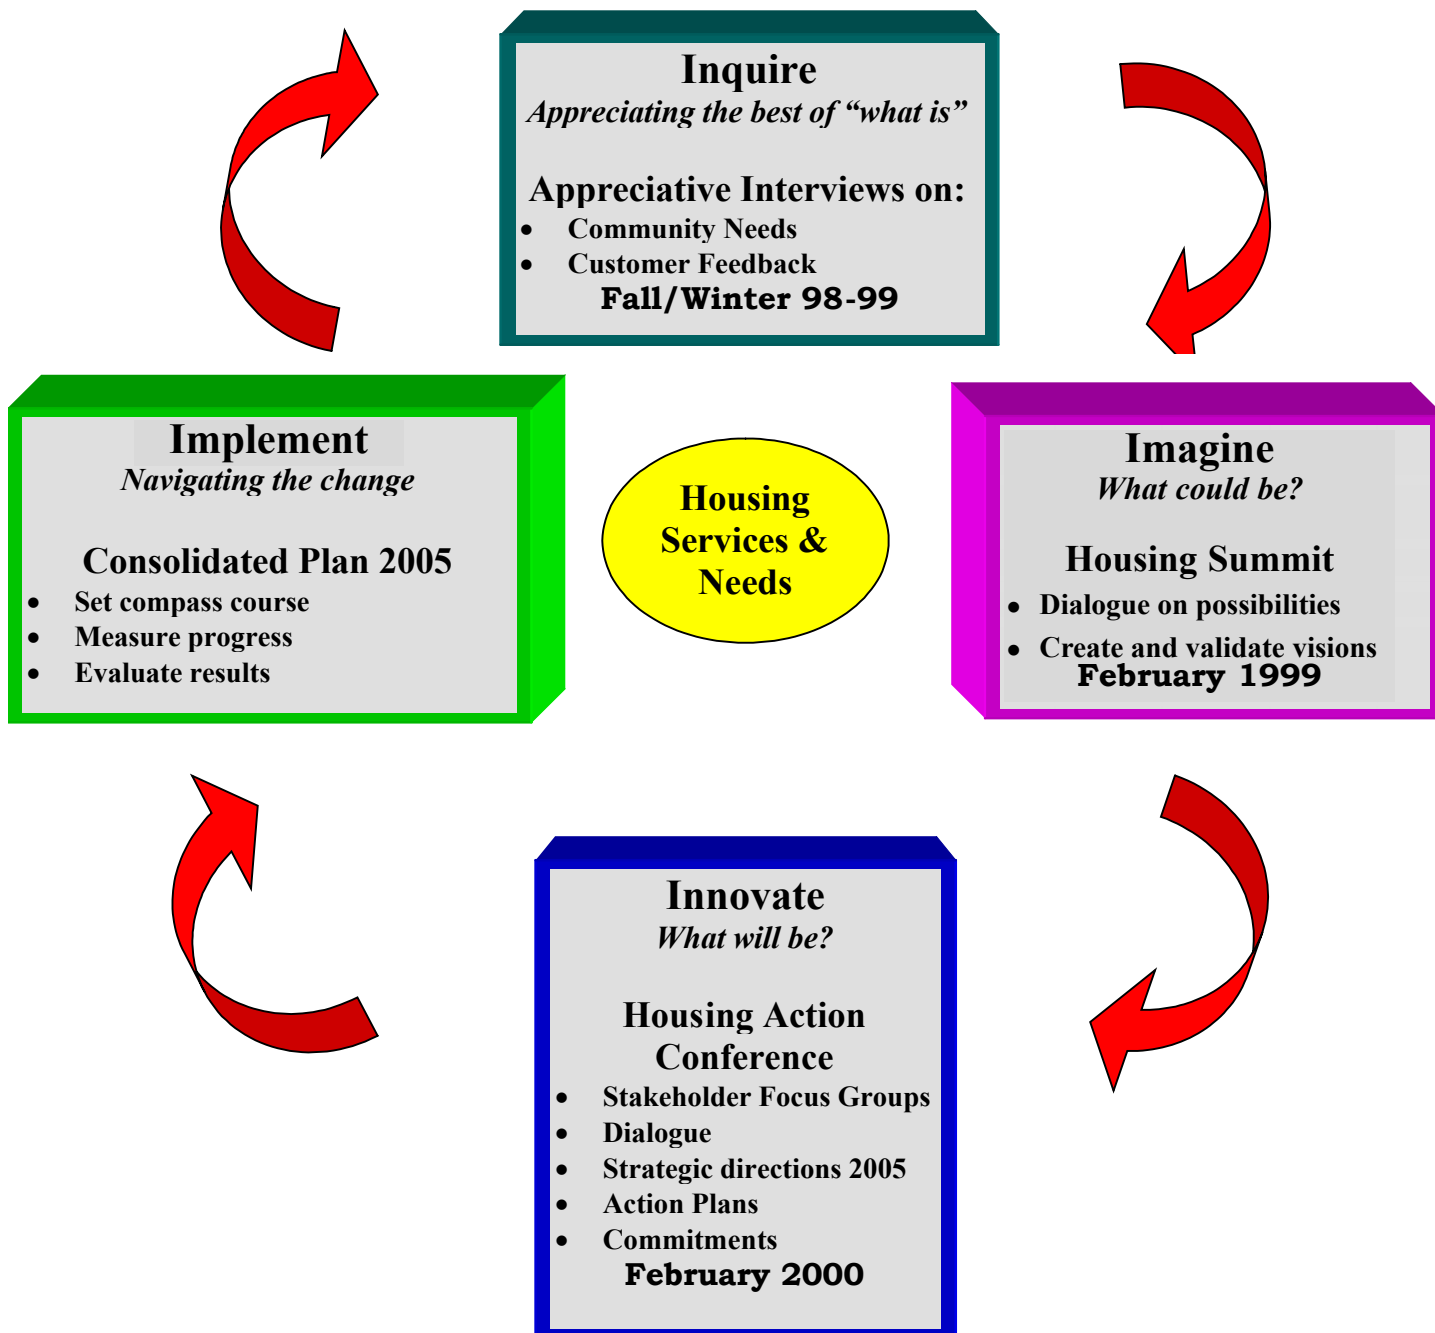 Inquire
Appreciating the best of “what is”
Appreciative Interviews on:
• Community Needs
• Customer Feedback
Fall/Winter 98-99
Implement
Navigating the change
Consolidated Plan 2005
• Set compass course
• Measure progress
• Evaluate results
Housing
Services &
Needs
Imagine
What could be?
Housing Summit
• Dialogue on possibilities
• Create and validate visions
February 1999
Innovate
What will be?
Housing Action
Conference
• Stakeholder Focus Groups
• Dialogue
• Strategic directions 2005
• Action Plans
• Commitments
February 2000